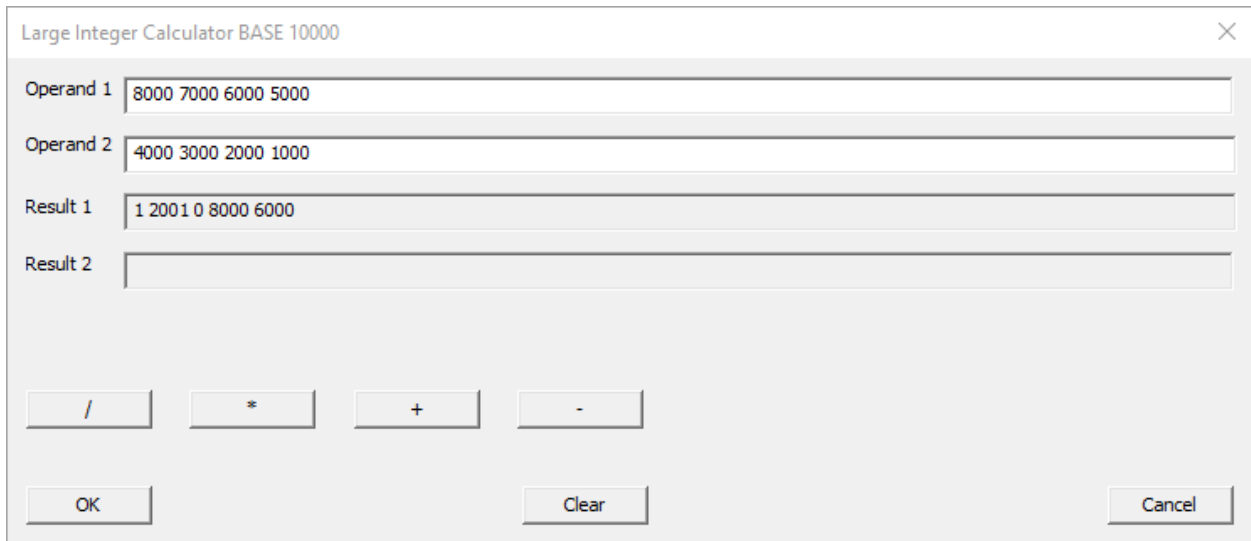 Large Integer Calculator BASE 10000
Operand 1 8000 7000 6000 5000
Operand 2 4000 3000 2000 1000
Result 1 1 2001 0 8000 6000
Result 2
/ * + -
OK Clear Cancel